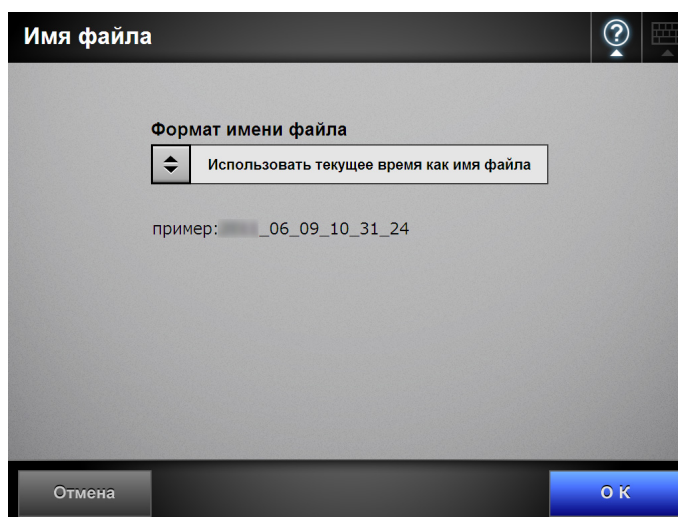 Имя файла
Формат имени файла
Использовать текущее время как имя файла
пример: _06_09_10_31_24
Отмена
OK